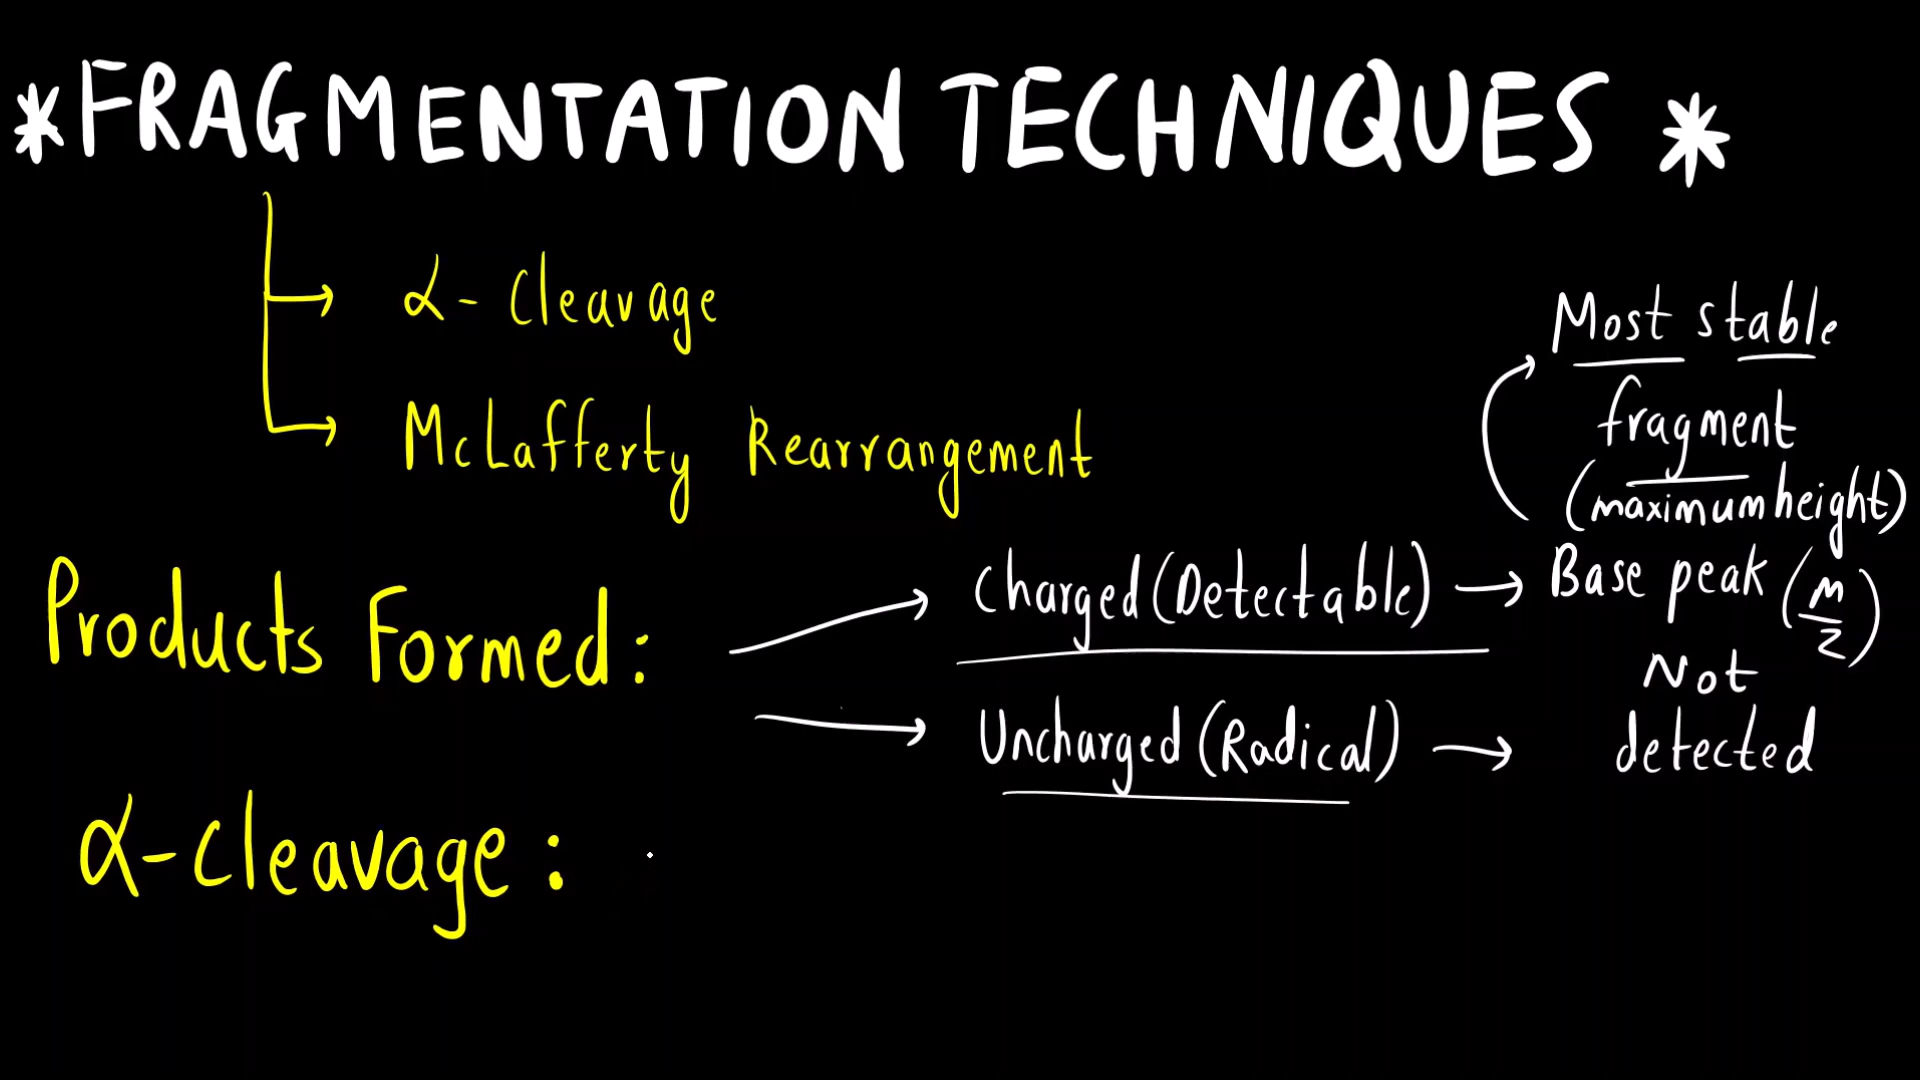 *FRAGMENTATION TECHNIQUES *
α- Cleavage
McLafferty Rearrangement
Most stable
fragment
(maximum height)
Products Formed:
Charged (Detectable) → Base peak (m/z)
Uncharged (Radical) → Not
detected
α-cleavage :